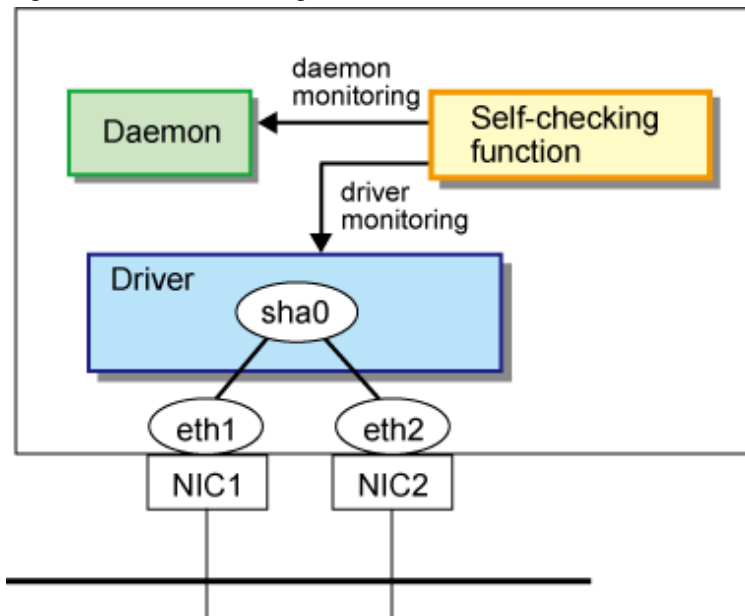 daemon
monitoring
Daemon
Self-checking
function
driver
monitoring
Driver
sha0
eth1
eth2
NIC1
NIC2